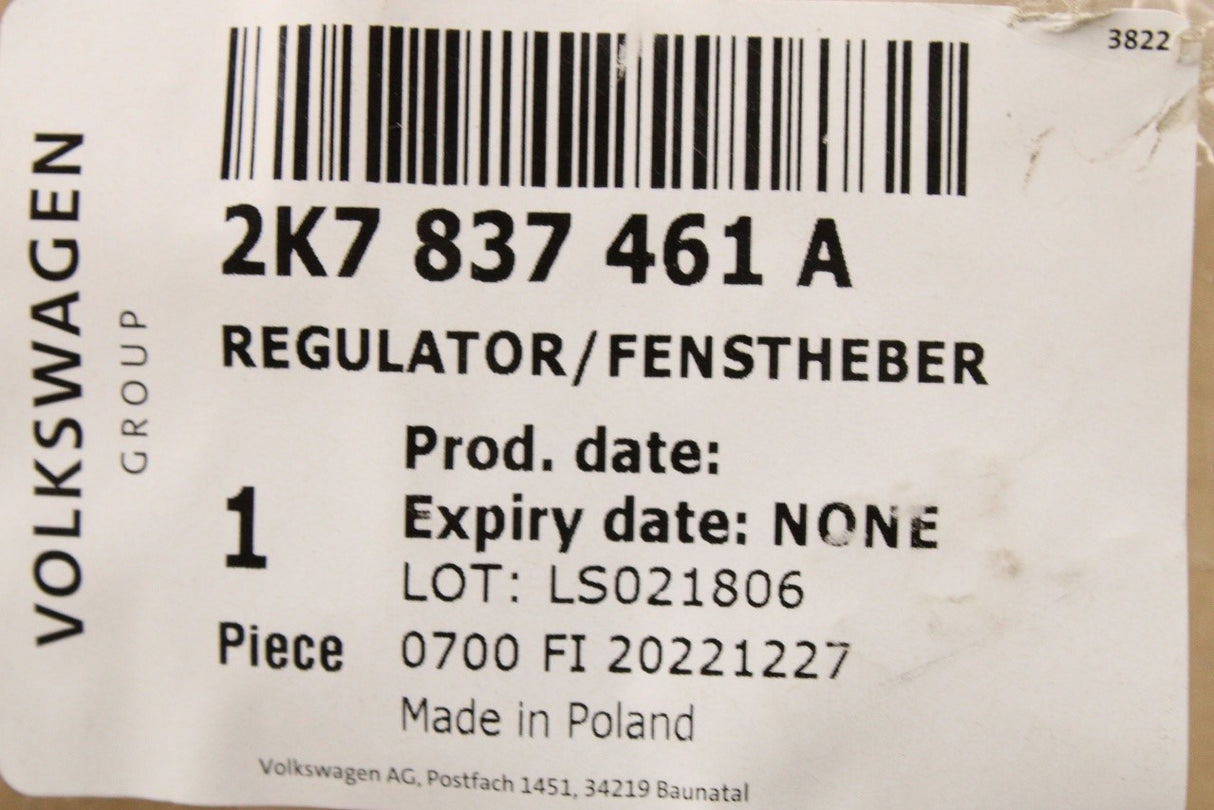 3822
VOLKSWAGEN
GROUP
2K7 837 461 A
REGULATOR/FENSTHEBER
Prod. date:
Expiry date: NONE
1
LOT: LS021806
Piece
0700 FI 20221227
Made in Poland
Volkswagen AG, Postfach 1451, 34219 Baunatal